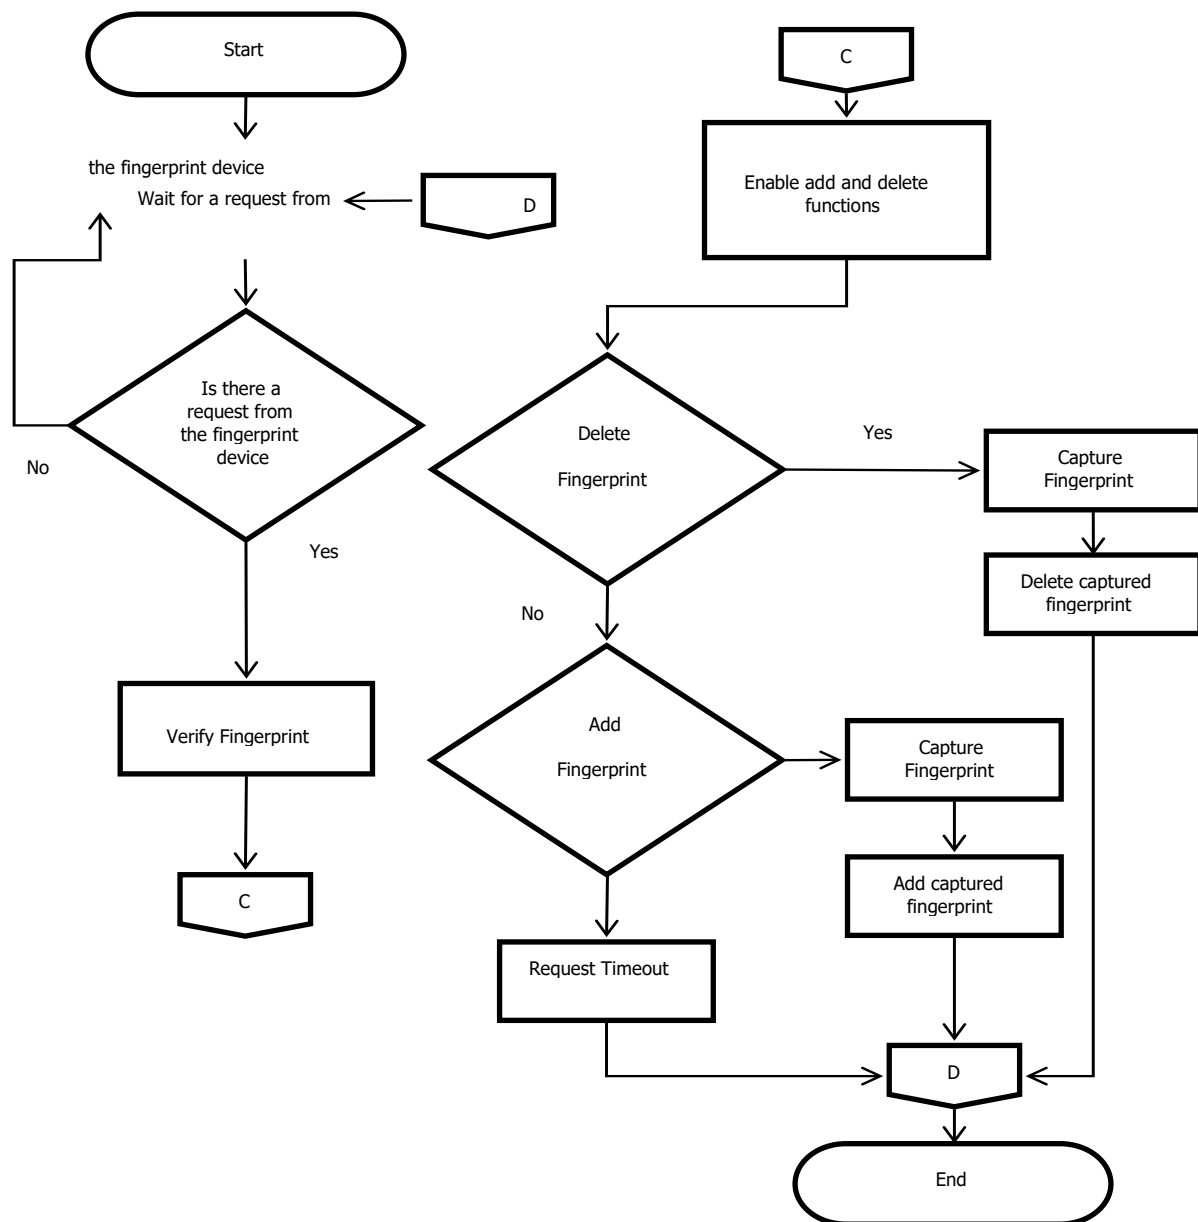 Start
the fingerprint device
Wait for a request from
D
Is there a
request from
the fingerprint
device
No
Yes
Verify Fingerprint
C
C
Enable add and delete
functions
Delete
Fingerprint
Yes
Capture
Fingerprint
Delete captured
fingerprint
No
Add
Fingerprint
Capture
Fingerprint
Add captured
fingerprint
Request Timeout
D
End